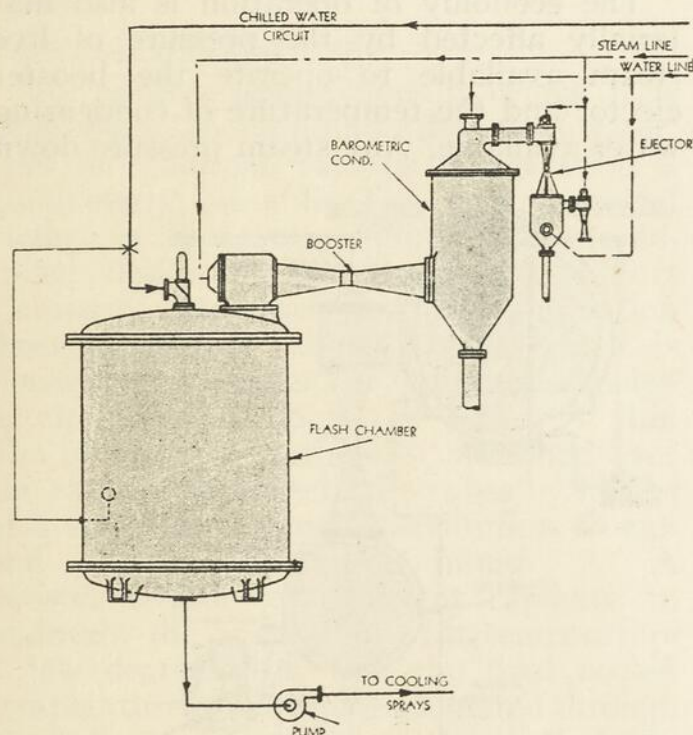 CHILLED WATER
CIRCUIT
STEAM LINE
WATER LINE
BAROMETRIC
COND.
EJECTOR
BOOSTER
FLASH CHAMBER
TO COOLING
SPRAYS
PUMP